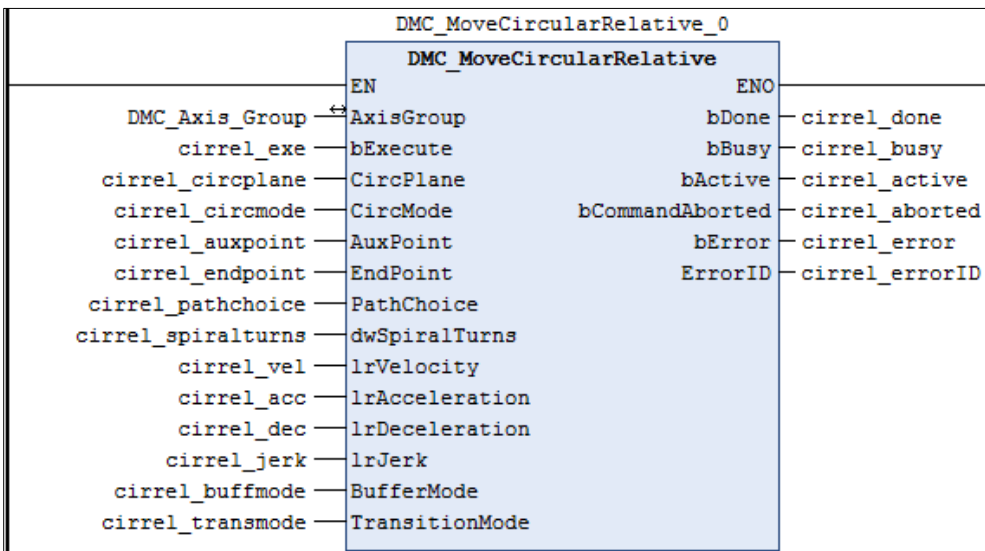 DMC_MoveCircularRelative_0
DMC_MoveCircularRelative
EN ENO
DMC_Axis_Group AxisGroup bDone cirrel_done
cirrel_exe bExecute bBusy cirrel_busy
cirrel_circplane CircPlane bActive cirrel_active
cirrel_circmode CircMode bCommandAborted cirrel_aborted
cirrel_auxpoint AuxPoint bError cirrel_error
cirrel_endpoint EndPoint ErrorID cirrel_errorID
cirrel_pathchoice PathChoice
cirrel_spiralturns dwSpiralTurns
cirrel_vel lrVelocity
cirrel_acc lrAcceleration
cirrel_dec lrDeceleration
cirrel_jerk lrJerk
cirrel_buffmode BufferMode
cirrel_transmode TransitionMode